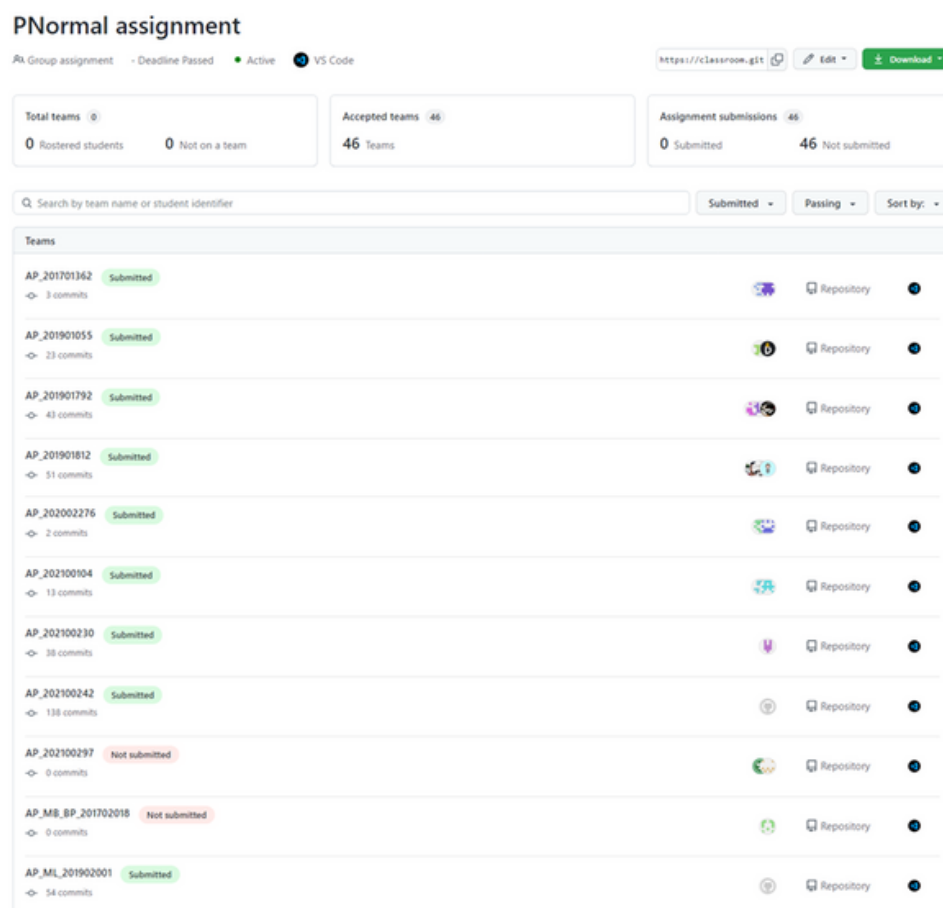 PNormal assignment
Group assignment - Deadline Passed Active VS Code https://classroom.git Edit Download
Total teams 0 Accepted teams 46 Assignment submissions 46
0 Rostered students 0 Not on a team 46 Teams 0 Submitted 46 Not submitted
Search by team name or student identifier Submitted Passing Sort by:
Teams
AP_201701362 Submitted
3 commits Repository
AP_201901055 Submitted
23 commits Repository
AP_201901792 Submitted
43 commits Repository
AP_201901812 Submitted
51 commits Repository
AP_202002276 Submitted
2 commits Repository
AP_202100104 Submitted
13 commits Repository
AP_202100230 Submitted
38 commits Repository
AP_202100242 Submitted
138 commits Repository
AP_202100297 Not submitted
0 commits Repository
AP_MB_BP_201702018 Not submitted
0 commits Repository
AP_ML_201902001 Submitted
54 commits Repository